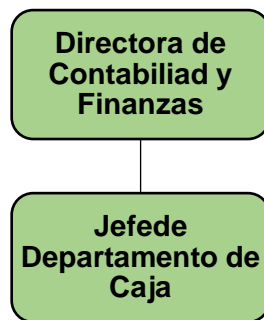 Directora de
Contabiliad y
Finanzas
Jefede
Departamento de
Caja